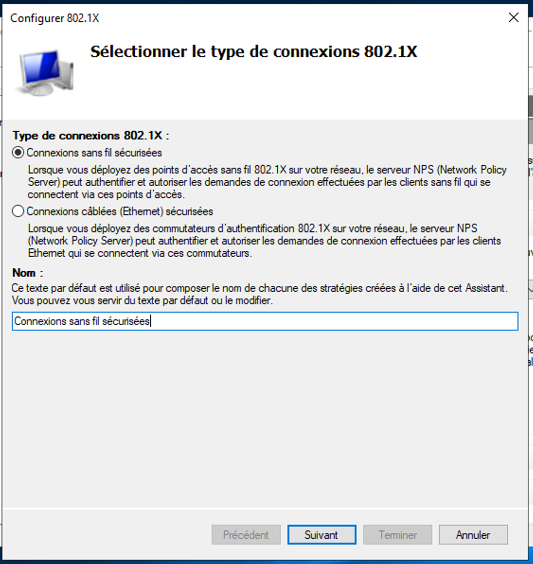 Configurer 802.1X
Sélectionner le type de connexions 802.1X
Type de connexions 802.1X :
Connexions sans fil sécurisées
Lorsque vous déployez des points d'accès sans fil 802.1X sur votre réseau, le serveur NPS (Network Policy
Server) peut authentifier et autoriser les demandes de connexion effectuées par les clients sans fil qui se
connectent via ces points d'accès.
Connexions câblées (Ethernet) sécurisées
Lorsque vous déployez des commutateurs d'authentification 802.1X sur votre réseau, le serveur NPS
(Network Policy Server) peut authentifier et autoriser les demandes de connexion effectuées par les clients
Ethernet qui se connectent via ces commutateurs.
Nom :
Ce texte par défaut est utilisé pour composer le nom de chacune des stratégies créées à l'aide de cet Assistant.
Vous pouvez vous servir du texte par défaut ou le modifier.
Connexions sans fil sécurisées
Précédent Suivant Terminer Annuler